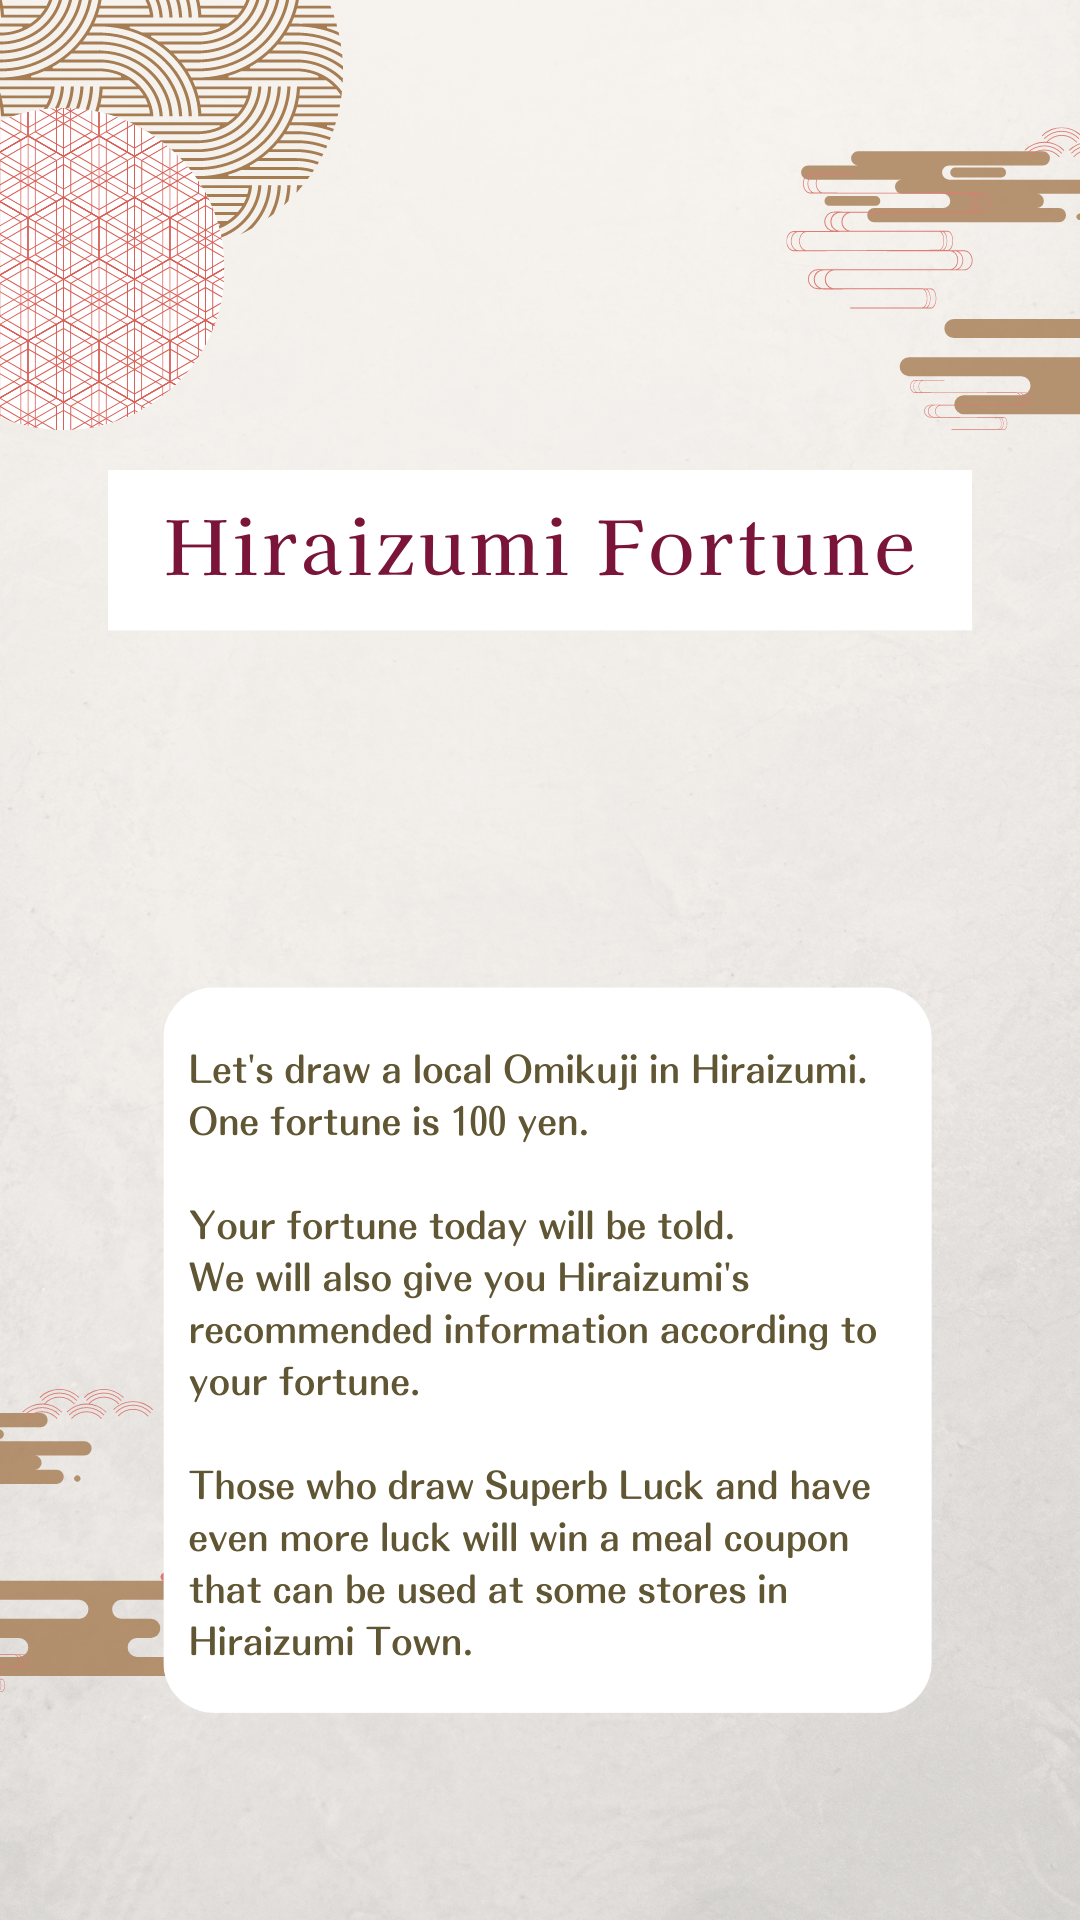 Hiraizumi Fortune
Let's draw a local Omikuji in Hiraizumi.
One fortune is 100 yen.
Your fortune today will be told.
We will also give you Hiraizumi's
recommended information according to
your fortune.
Those who draw Superb Luck and have
even more luck will win a meal coupon
that can be used at some stores in
Hiraizumi Town.